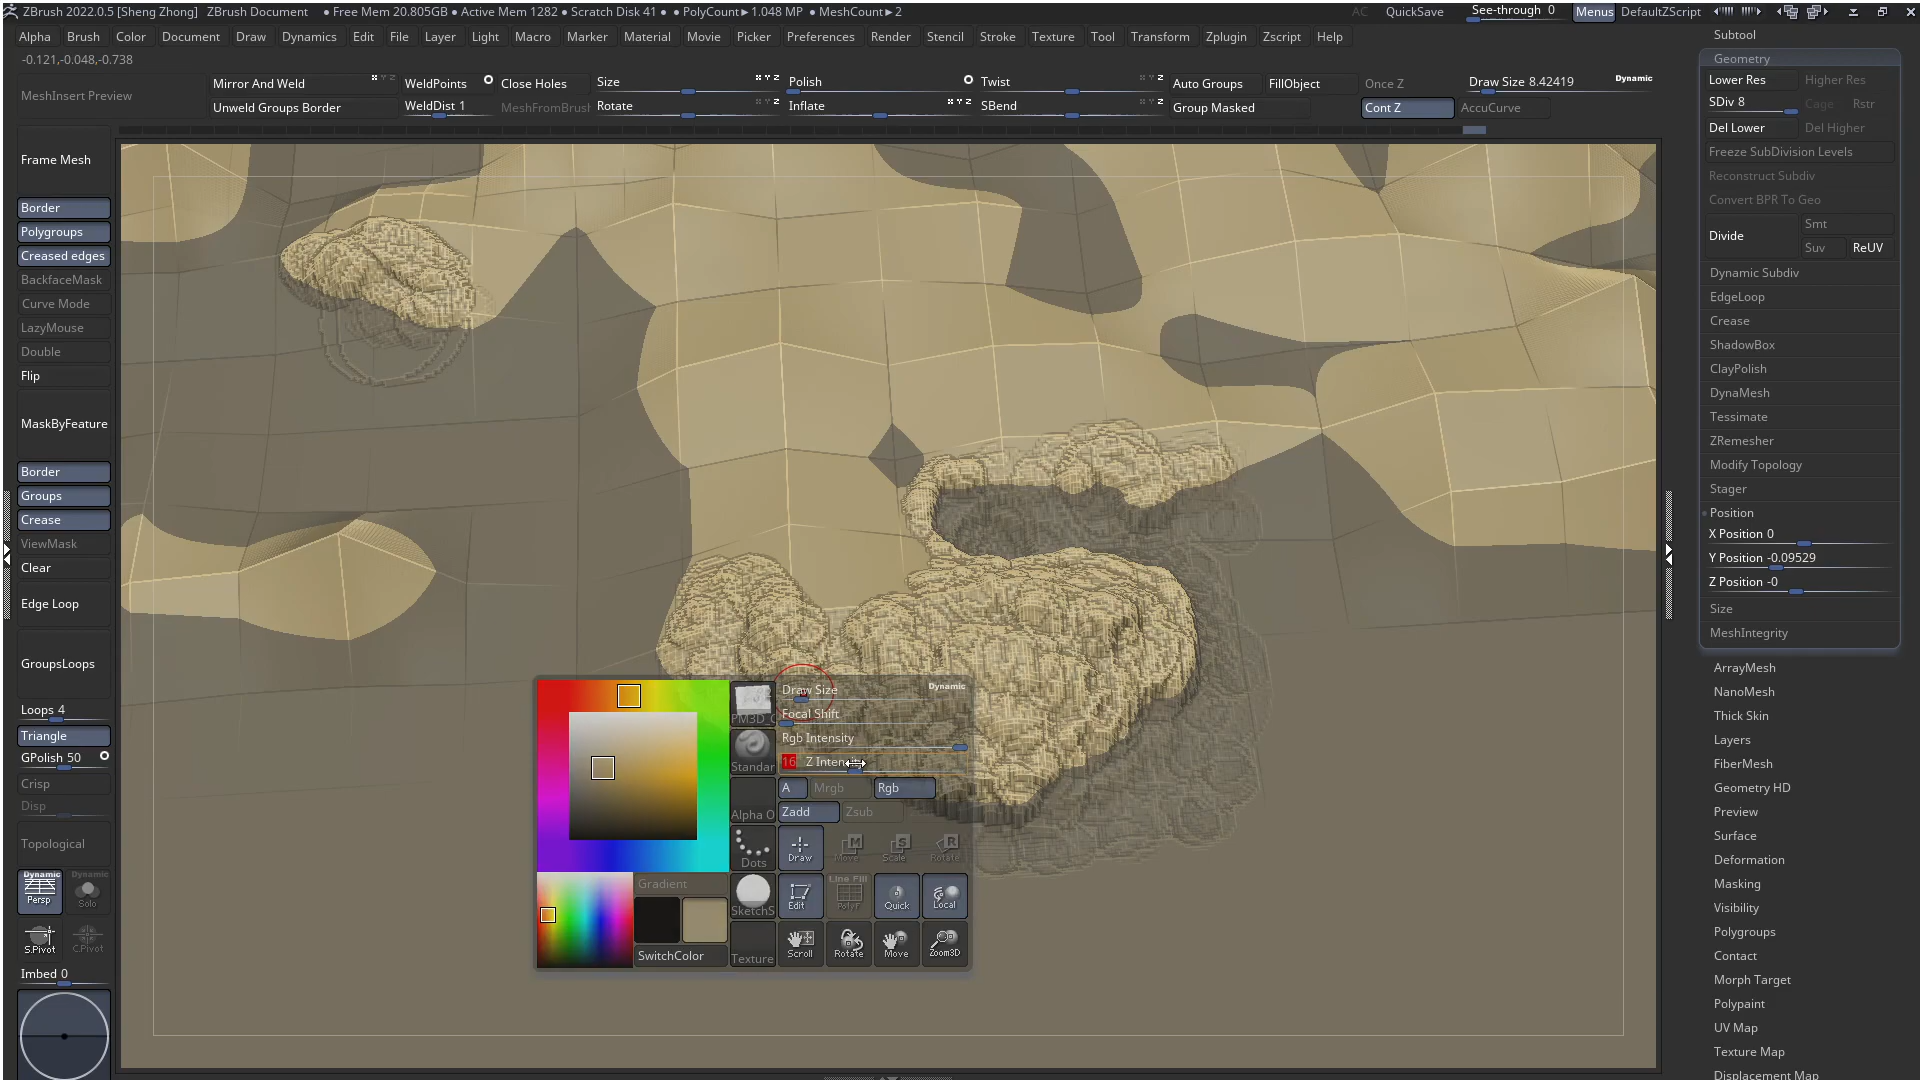 ZBrush 2022.0.5 [Sheng Zhong] ZBrush Document • Free Mem 20.805GB • Active Mem 1282 • Scratch Disk 41 • • PolyCount► 1.048 MP • MeshCount► 2
AC QuickSave See-through 0 Menus DefaultZScript
Alpha Brush Color Document Draw Dynamics Edit File Layer Light Macro Marker Material Movie Picker Preferences Render Stencil Stroke Texture Tool Transform Zplugin Zscript Help
-0.121,-0.048,-0.738
MeshInsert Preview
Mirror And Weld
WeldPoints
Close Holes
Size
Polish
Twist
Auto Groups
FillObject
Once Z
Draw Size 8.42419
Dynamic
Unweld Groups Border
WeldDist 1
MeshFromBrush
Rotate
Inflate
SBend
Group Masked
Cont Z
AccuCurve
Frame Mesh
Border
Polygroups
Creased edges
BackfaceMask
Curve Mode
LazyMouse
Double
Flip
MaskByFeature
Border
Groups
Crease
ViewMask
Clear
Edge Loop
GroupsLoops
Loops 4
Triangle
GPolish 50
Crisp
Disp
Topological
Dynamic
Persp
Dynamic
Solo
S.Pivot
C.Pivot
Imbed 0
Draw Size
Dynamic
PM3D_C
Focal Shift
Rgb Intensity
Standar
16 Z Intensity
A Mrgb Rgb
Alpha O
Zadd Zsub
Dots
Draw Move Scale Rotate
Gradient
SketchS
Edit
Line Fill
PolyF
Quick
Local
SwitchColor
Texture
Scroll Rotate Move Zoom3D
Subtool
Geometry
Lower Res Higher Res
SDiv 8 Cage Rstr
Del Lower Del Higher
Freeze SubDivision Levels
Reconstruct Subdiv
Convert BPR To Geo
Divide
Smt
Suv ReUV
Dynamic Subdiv
EdgeLoop
Crease
ShadowBox
ClayPolish
DynaMesh
Tessimate
ZRemesher
Modify Topology
Stager
Position
X Position 0
Y Position -0.09529
Z Position -0
Size
MeshIntegrity
ArrayMesh
NanoMesh
Thick Skin
Layers
FiberMesh
Geometry HD
Preview
Surface
Deformation
Masking
Visibility
Polygroups
Contact
Morph Target
Polypaint
UV Map
Texture Map
Displacement Map